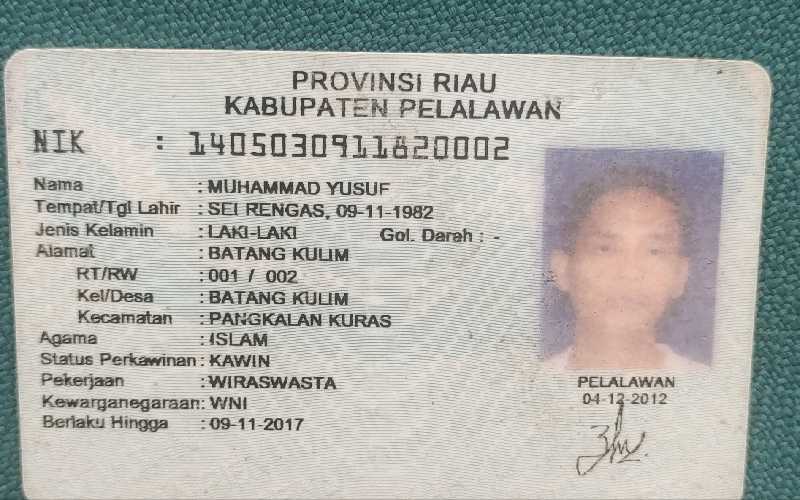 PROVINSI RIAU
KABUPATEN PELALAWAN
NIK : 1405030911820002
Nama : MUHAMMAD YUSUF
Tempat/Tgl Lahir : SEI RENGAS, 09-11-1982
Jenis Kelamin : LAKI-LAKI Gol. Darah : -
Alamat : BATANG KULIM
RT/RW : 001 / 002
Kel/Desa : BATANG KULIM
Kecamatan : PANGKALAN KURAS
Agama : ISLAM
Status Perkawinan : KAWIN
Pekerjaan : WIRASWASTA
Kewarganegaraan : WNI
Berlaku Hingga : 09-11-2017
PELALAWAN
04-12-2012